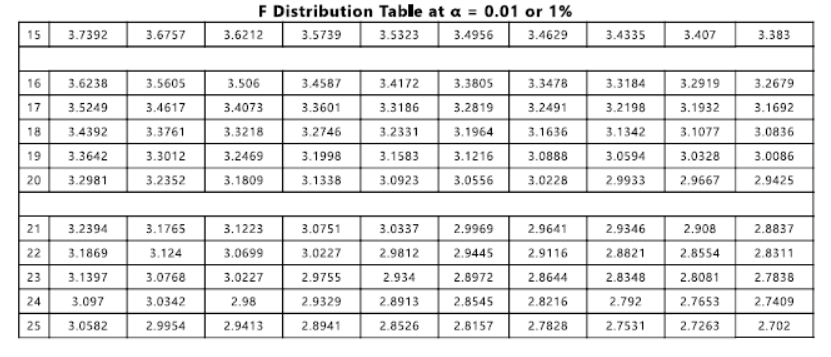 F Distribution Table at α = 0.01 or 1%
15 3.7392 3.6757 3.6212 3.5739 3.5323 3.4956 3.4629 3.4335 3.407 3.383
16 3.6238 3.5605 3.506 3.4587 3.4172 3.3805 3.3478 3.3184 3.2919 3.2679
17 3.5249 3.4617 3.4073 3.3601 3.3186 3.2819 3.2491 3.2198 3.1932 3.1692
18 3.4392 3.3761 3.3218 3.2746 3.2331 3.1964 3.1636 3.1342 3.1077 3.0836
19 3.3642 3.3012 3.2469 3.1998 3.1583 3.1216 3.0888 3.0594 3.0328 3.0086
20 3.2981 3.2352 3.1809 3.1338 3.0923 3.0556 3.0228 2.9933 2.9667 2.9425
21 3.2394 3.1765 3.1223 3.0751 3.0337 2.9969 2.9641 2.9346 2.908 2.8837
22 3.1869 3.124 3.0699 3.0227 2.9812 2.9445 2.9116 2.8821 2.8554 2.8311
23 3.1397 3.0768 3.0227 2.9755 2.934 2.8972 2.8644 2.8348 2.8081 2.7838
24 3.097 3.0342 2.98 2.9329 2.8913 2.8545 2.8216 2.792 2.7653 2.7409
25 3.0582 2.9954 2.9413 2.8941 2.8526 2.8157 2.7828 2.7531 2.7263 2.702